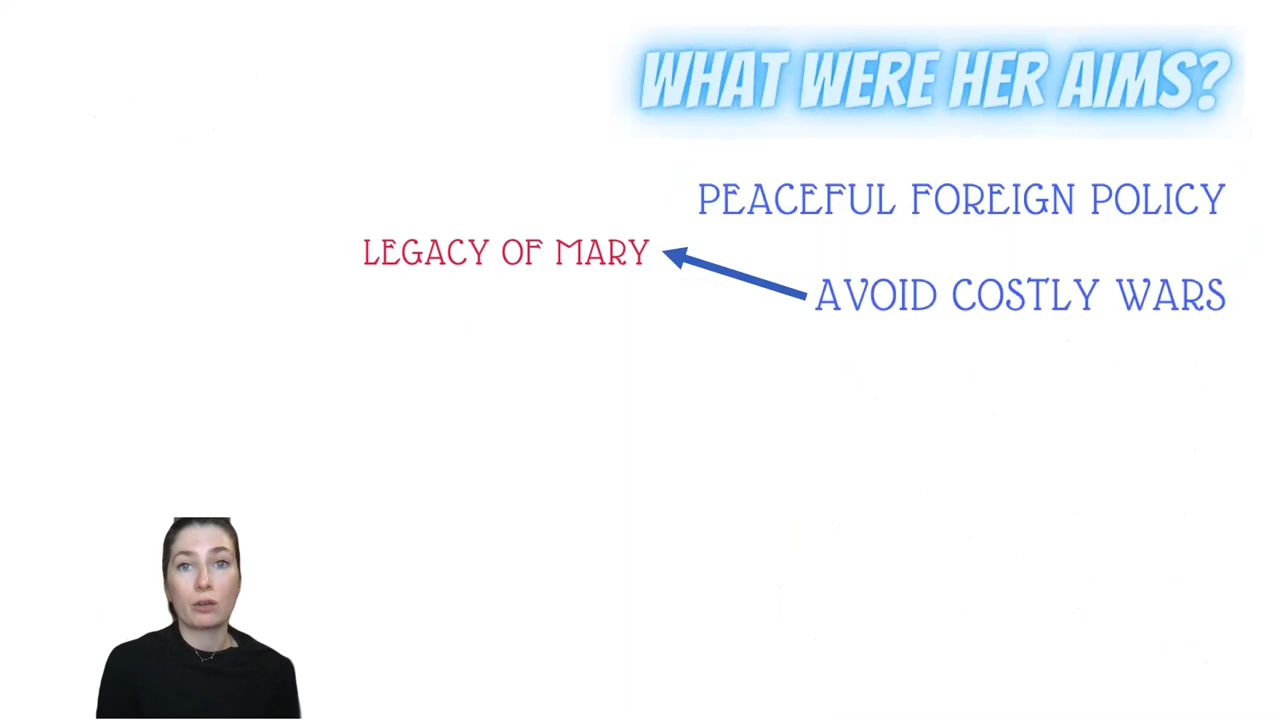 WHAT WERE HER AIMS?
PEACEFUL FOREIGN POLICY
LEGACY OF MARY
AVOID COSTLY WARS